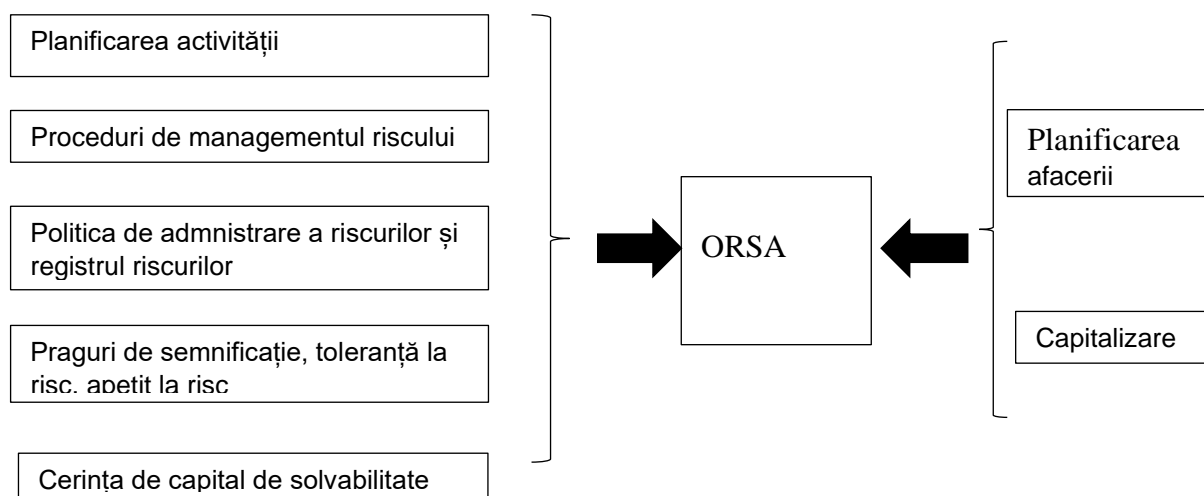 Planificarea activității
Proceduri de managementul riscului
Politica de admnistrare a riscurilor și
registrul riscurilor
Praguri de semnificație, toleranță la
risc, apetit la risc
Cerința de capital de solvabilitate
ORSA
Planificarea
afacerii
Capitalizare